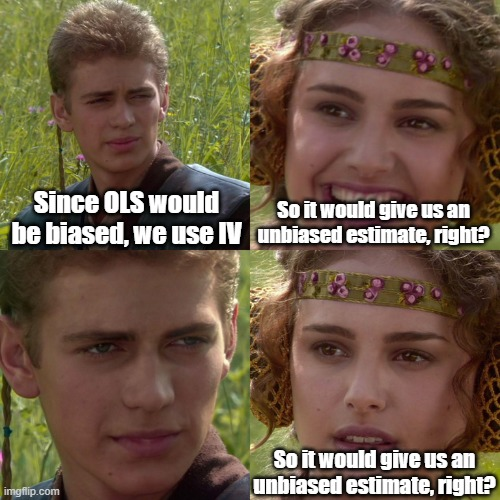 Since OLS would
be biased, we use IV
So it would give us an
unbiased estimate, right?
So it would give us an
unbiased estimate, right?
imgflip.com